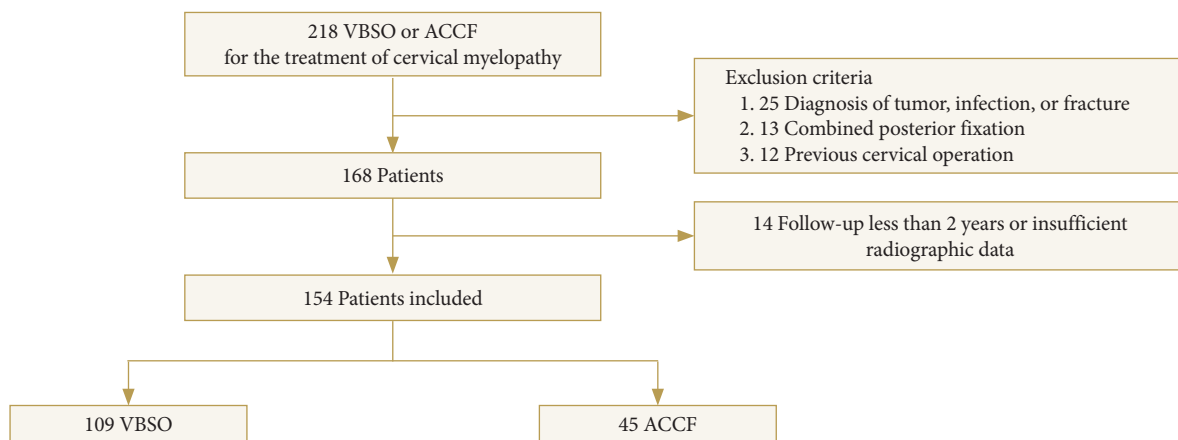 218 VBSO or ACCF
for the treatment of cervical myelopathy
Exclusion criteria
1. 25 Diagnosis of tumor, infection, or fracture
2. 13 Combined posterior fixation
3. 12 Previous cervical operation
168 Patients
14 Follow-up less than 2 years or insufficient
radiographic data
154 Patients included
109 VBSO
45 ACCF